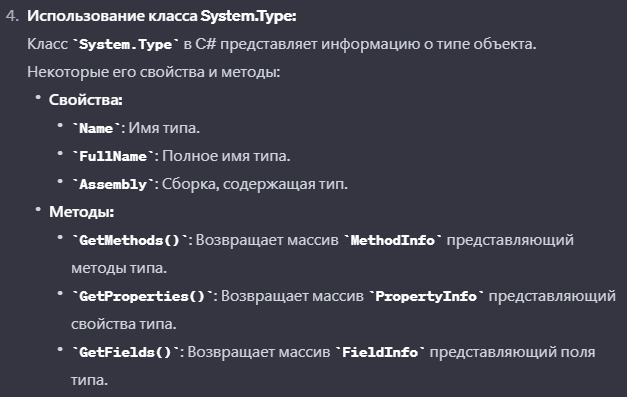 4. Использование класса System.Type:
Класс `System.Type` в C# представляет информацию о типе объекта.
Некоторые его свойства и методы:
• Свойства:
• `Name`: Имя типа.
• `FullName`: Полное имя типа.
• `Assembly`: Сборка, содержащая тип.
• Методы:
• `GetMethods()`: Возвращает массив `MethodInfo` представляющий
методы типа.
• `GetProperties()`: Возвращает массив `PropertyInfo` представляющий
свойства типа.
• `GetFields()`: Возвращает массив `FieldInfo` представляющий поля
типа.